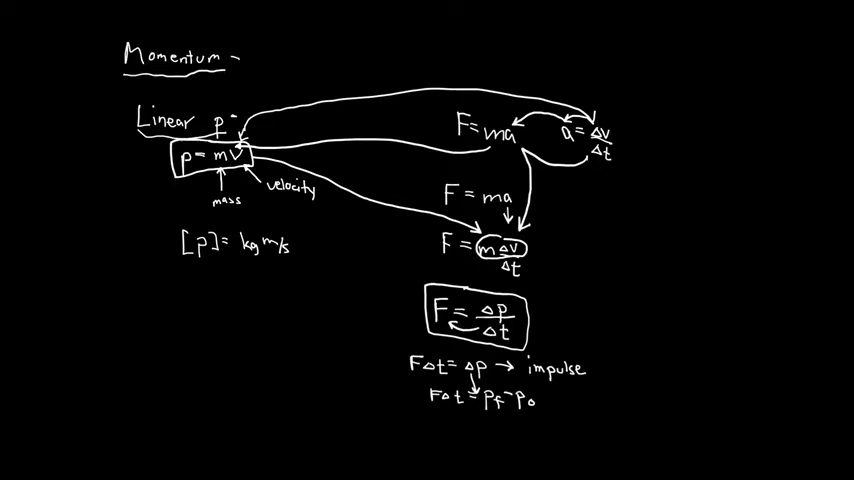 Momentum -
Linear p -
p = mv
mass
velocity
[p] = kg m/s
F = ma
a = Δv/Δt
F = ma
F = mΔv/Δt
F = Δp/Δt
FΔt = Δp → impulse
FΔt = pf - p0